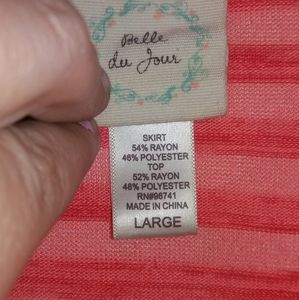 Belle
du Jour
SKIRT
54% RAYON
46% POLYESTER
TOP
52% RAYON
48% POLYESTER
RN#96741
MADE IN CHINA
LARGE